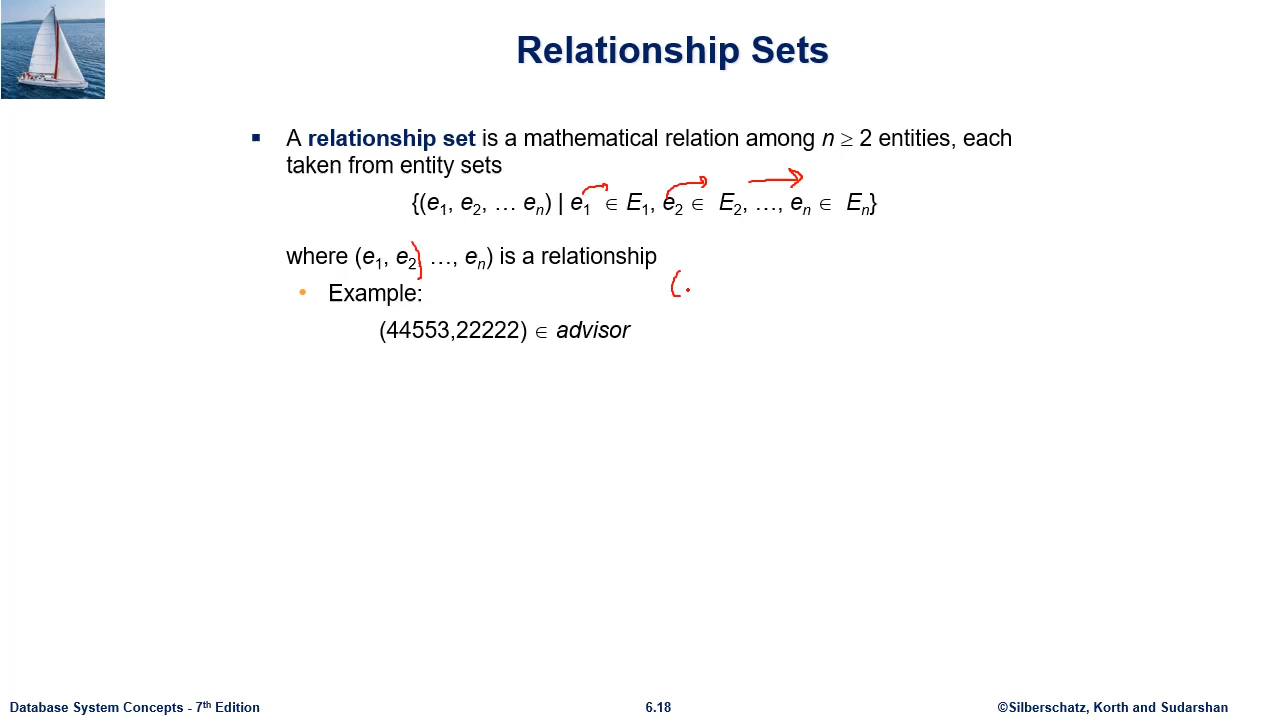 Relationship Sets
▪ A relationship set is a mathematical relation among n ≥ 2 entities, each
taken from entity sets
{(e1, e2, … en) | e1 ∈ E1, e2 ∈ E2, …, en ∈ En}
where (e1, e2, …, en) is a relationship
• Example:
(44553,22222) ∈ advisor
Database System Concepts - 7th Edition
6.18
©Silberschatz, Korth and Sudarshan